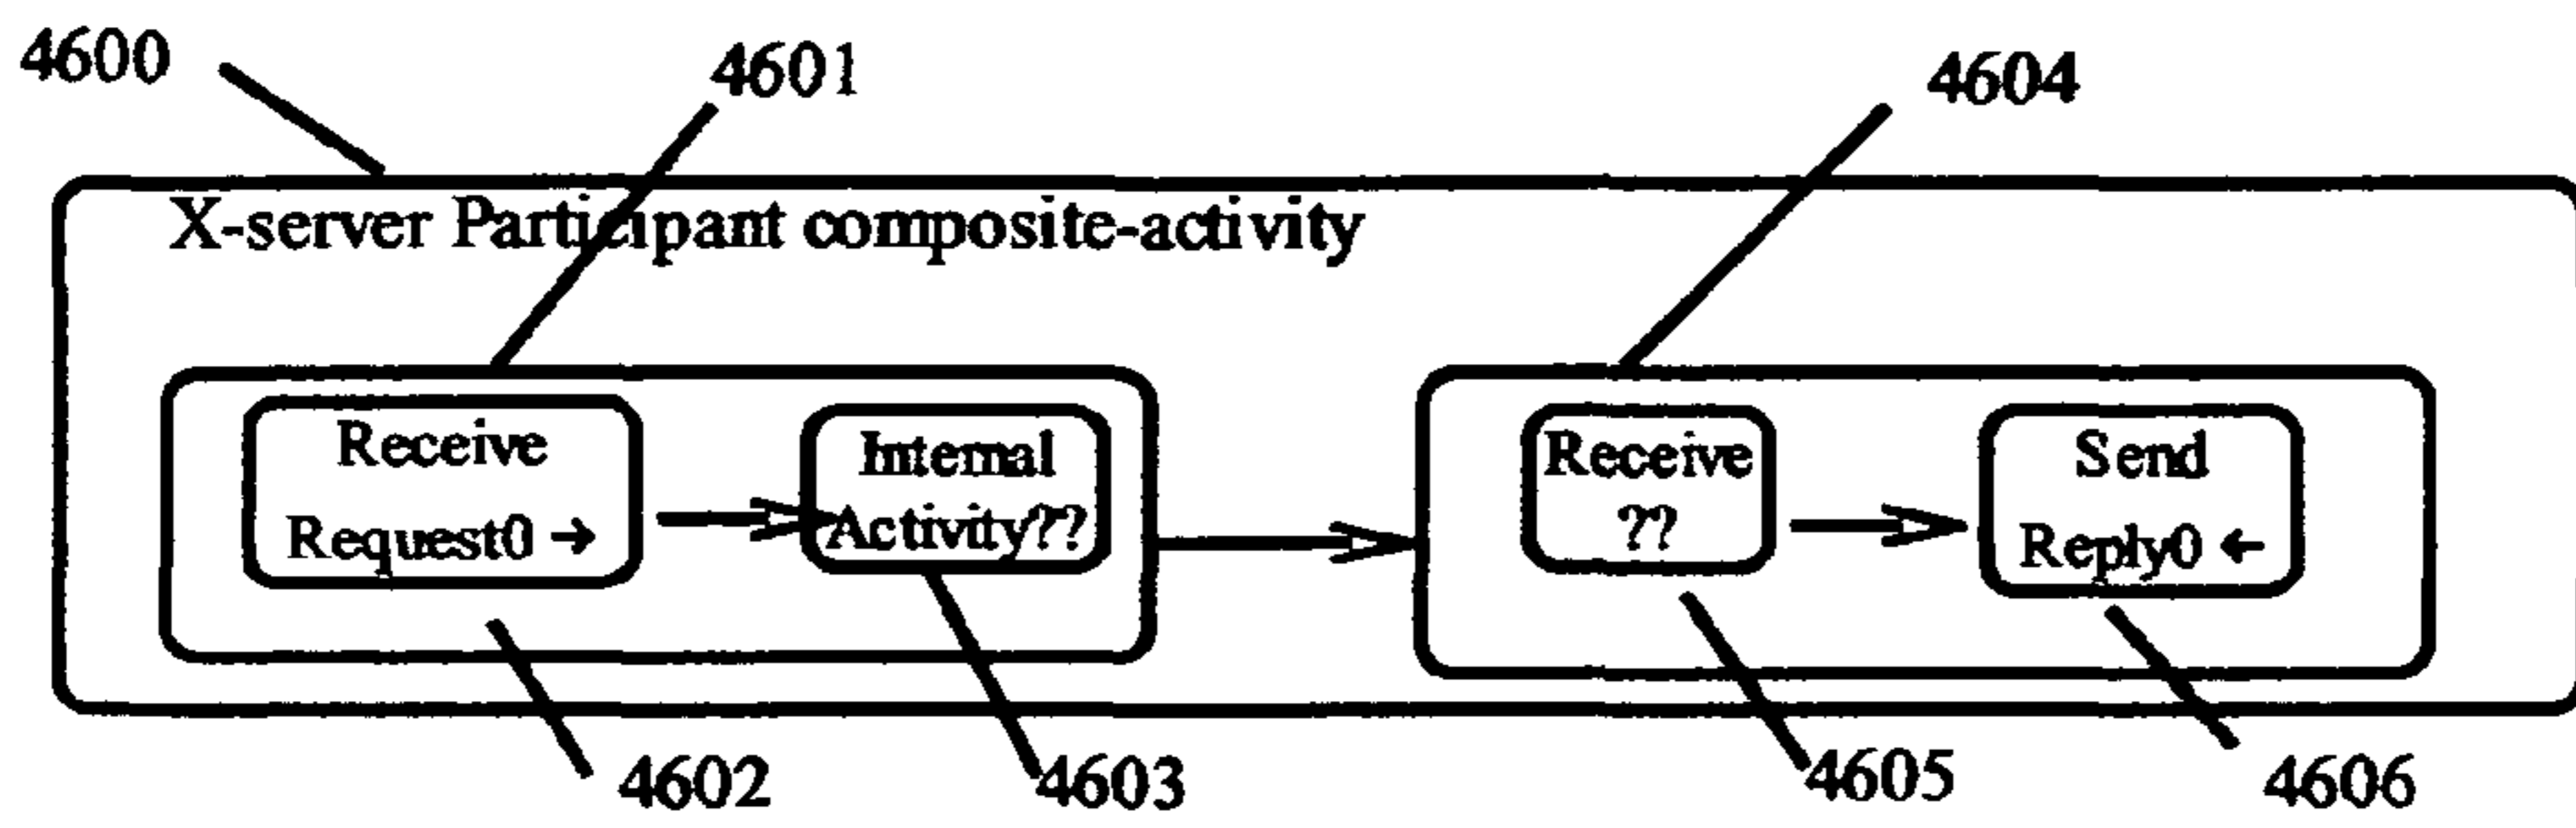 4600
4601
4604
X-server Participant composite-activity
Receive
Request0 →
Internal
Activity??
Receive
??
Send
Reply0 ←
4602
4603
4605
4606